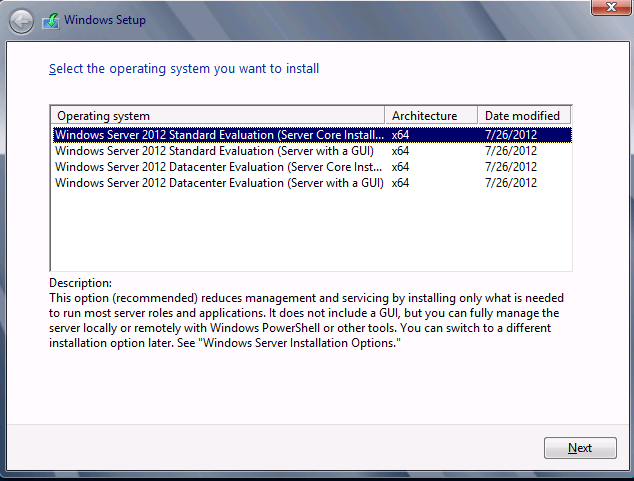 Windows Setup
Select the operating system you want to install
Operating system Architecture Date modified
Windows Server 2012 Standard Evaluation (Server Core Install... x64 7/26/2012
Windows Server 2012 Standard Evaluation (Server with a GUI) x64 7/26/2012
Windows Server 2012 Datacenter Evaluation (Server Core Inst... x64 7/26/2012
Windows Server 2012 Datacenter Evaluation (Server with a GUI) x64 7/26/2012
Description:
This option (recommended) reduces management and servicing by installing only what is needed
to run most server roles and applications. It does not include a GUI, but you can fully manage the
server locally or remotely with Windows PowerShell or other tools. You can switch to a different
installation option later. See "Windows Server Installation Options."
Next